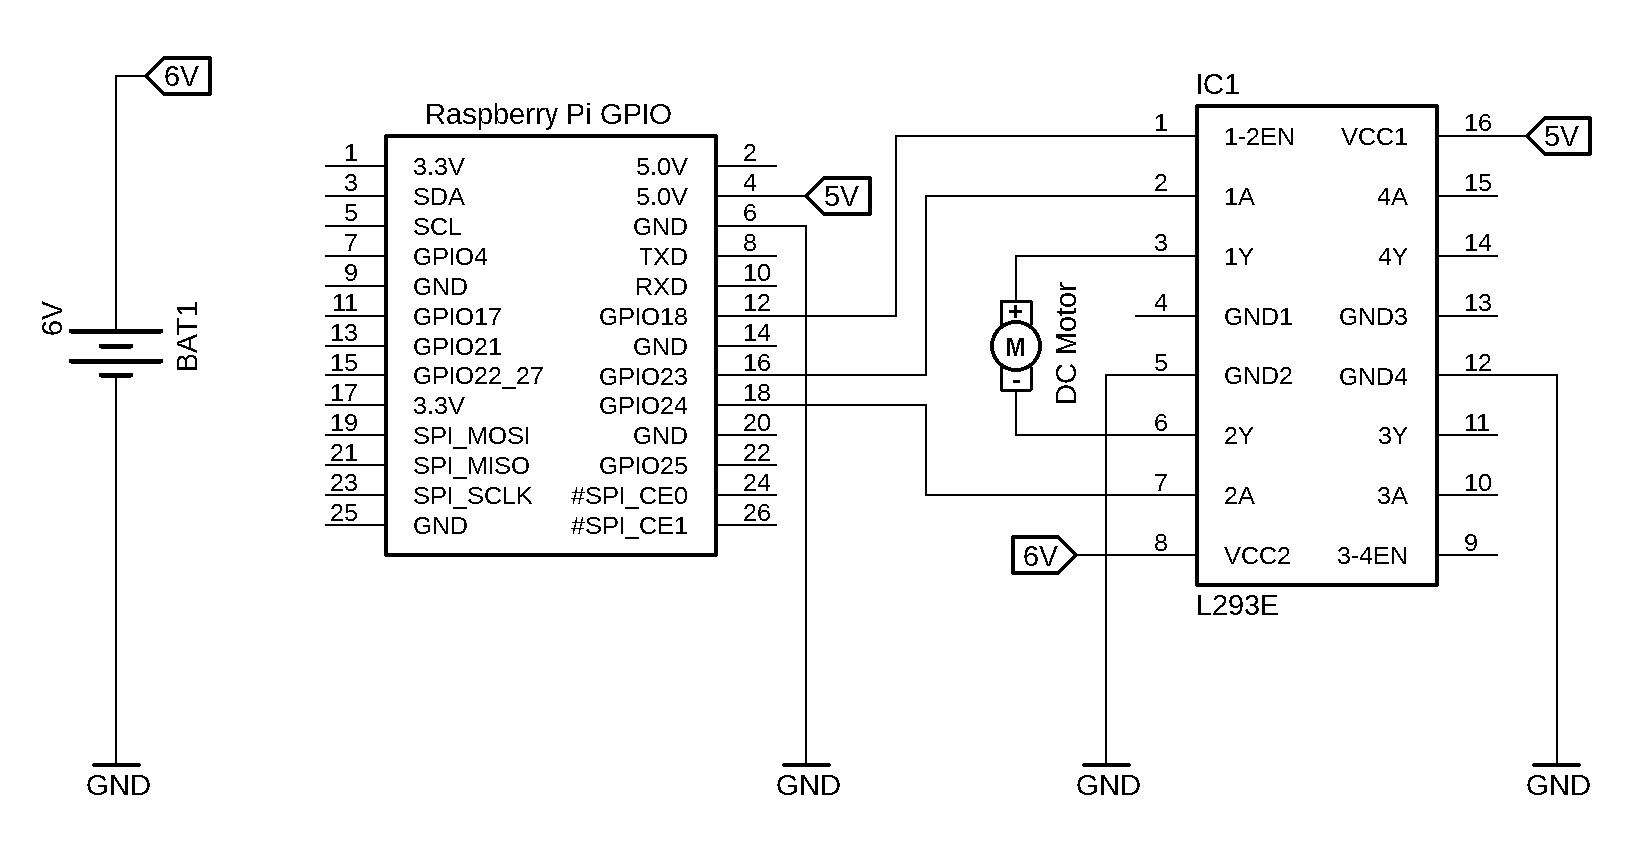 6V
6V
BAT1
GND
Raspberry Pi GPIO
1 3.3V 5.0V 2
3 SDA 5.0V 4 5V
5 SCL GND 6
7 GPIO4 TXD 8
9 GND RXD 10
11 GPIO17 GPIO18 12
13 GPIO21 GND 14
15 GPIO22_27 GPIO23 16
17 3.3V GPIO24 18
19 SPI_MOSI GND 20
21 SPI_MISO GPIO25 22
23 SPI_SCLK #SPI_CE0 24
25 GND #SPI_CE1 26
GND
+
M
-
DC Motor
IC1
1 1-2EN VCC1 16 5V
2 1A 4A 15
3 1Y 4Y 14
4 GND1 GND3 13
5 GND2 GND4 12
6 2Y 3Y 11
7 2A 3A 10
6V 8 VCC2 3-4EN 9
L293E
GND
GND